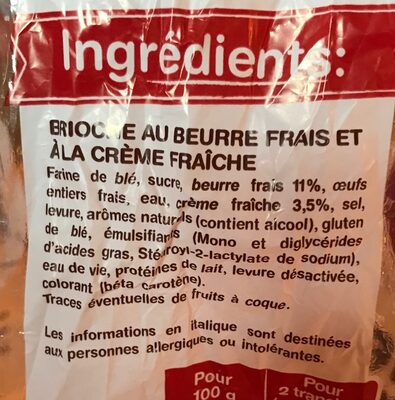 Ingrédients:
BRIOCHE AU BEURRE FRAIS ET
À LA CRÈME FRAÎCHE
Farine de blé, sucre, beurre frais 11%, œufs
entiers frais, eau, crème fraîche 3,5%, sel,
levure, arômes naturels (contient alcool), gluten
de blé, émulsifiants (Mono et diglycérides
d'acides gras, Stéaroyl-2-lactylate de sodium),
eau de vie, protéines de lait, levure désactivée,
colorant (béta carotène).
Traces éventuelles de fruits à coque.
Les informations en italique sont destinées
aux personnes allergiques ou intolérantes.
Pour
100 g
Pour
2